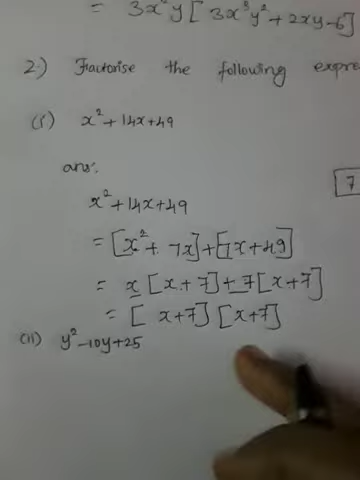 = 3x²y[ 3x³y² + 2xy - 6]
2.) Factorise the following expre
(i) x² + 14x + 49
ans:
x² + 14x + 49
7
= [x² + 7x] + [7x + 49]
= x[x + 7] + 7[x + 7]
= [ x+7] [x+7]
(ii) y² - 10y + 25